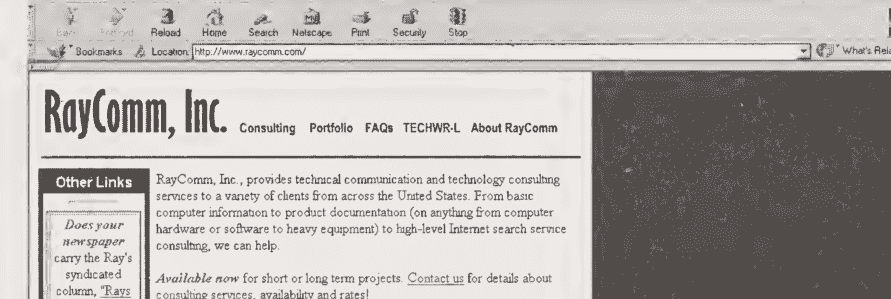 Reload Home Search Netscape Print Security Stop
Bookmarks Location: http://www.raycomm.com/ What's Rela
RayComm, Inc. Consulting Portfolio FAQs TECHWR-L About RayComm
Other Links
Does your
newspaper
carry the Ray's
syndicated
column, "Rays
RayComm, Inc., provides technical communication and technology consulting
services to a variety of clients from across the United States. From basic
computer information to product documentation (on anything from computer
hardware or software to heavy equipment) to high-level Internet search service
consulting, we can help.
Available now for short or long term projects. Contact us for details about
consulting services, availability and rates!